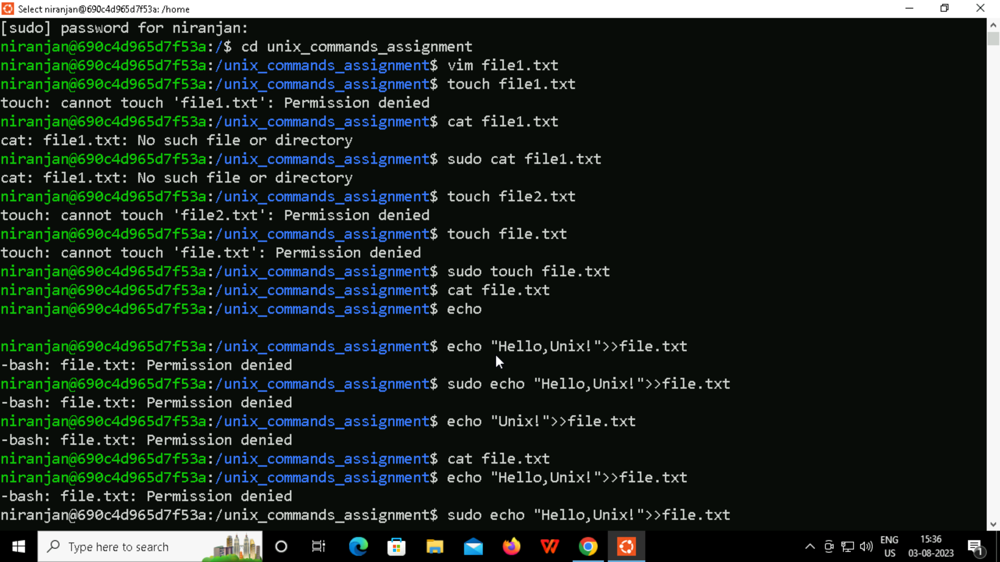 Select niranjan@690c4d965d7f53a: /home
[sudo] password for niranjan:
niranjan@690c4d965d7f53a:/$ cd unix_commands_assignment
niranjan@690c4d965d7f53a:/unix_commands_assignment$ vim file1.txt
niranjan@690c4d965d7f53a:/unix_commands_assignment$ touch file1.txt
touch: cannot touch 'file1.txt': Permission denied
niranjan@690c4d965d7f53a:/unix_commands_assignment$ cat file1.txt
cat: file1.txt: No such file or directory
niranjan@690c4d965d7f53a:/unix_commands_assignment$ sudo cat file1.txt
cat: file1.txt: No such file or directory
niranjan@690c4d965d7f53a:/unix_commands_assignment$ touch file2.txt
touch: cannot touch 'file2.txt': Permission denied
niranjan@690c4d965d7f53a:/unix_commands_assignment$ touch file.txt
touch: cannot touch 'file.txt': Permission denied
niranjan@690c4d965d7f53a:/unix_commands_assignment$ sudo touch file.txt
niranjan@690c4d965d7f53a:/unix_commands_assignment$ cat file.txt
niranjan@690c4d965d7f53a:/unix_commands_assignment$ echo
niranjan@690c4d965d7f53a:/unix_commands_assignment$ echo "Hello,Unix!">>file.txt
-bash: file.txt: Permission denied
niranjan@690c4d965d7f53a:/unix_commands_assignment$ sudo echo "Hello,Unix!">>file.txt
-bash: file.txt: Permission denied
niranjan@690c4d965d7f53a:/unix_commands_assignment$ echo "Unix!">>file.txt
-bash: file.txt: Permission denied
niranjan@690c4d965d7f53a:/unix_commands_assignment$ cat file.txt
niranjan@690c4d965d7f53a:/unix_commands_assignment$ echo "Hello,Unix!">>file.txt
-bash: file.txt: Permission denied
niranjan@690c4d965d7f53a:/unix_commands_assignment$ sudo echo "Hello,Unix!">>file.txt
Type here to search
ENG
US
15:36
03-08-2023
1